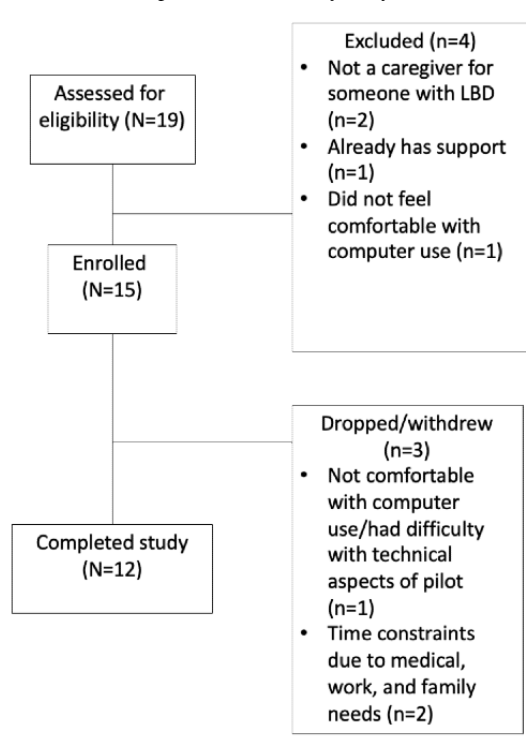 Assessed for
eligibility (N=19)
Excluded (n=4)
• Not a caregiver for
someone with LBD
(n=2)
• Already has support
(n=1)
• Did not feel
comfortable with
computer use (n=1)
Enrolled
(N=15)
Dropped/withdrew
(n=3)
• Not comfortable
with computer
use/had difficulty
with technical
aspects of pilot
(n=1)
• Time constraints
due to medical,
work, and family
needs (n=2)
Completed study
(N=12)